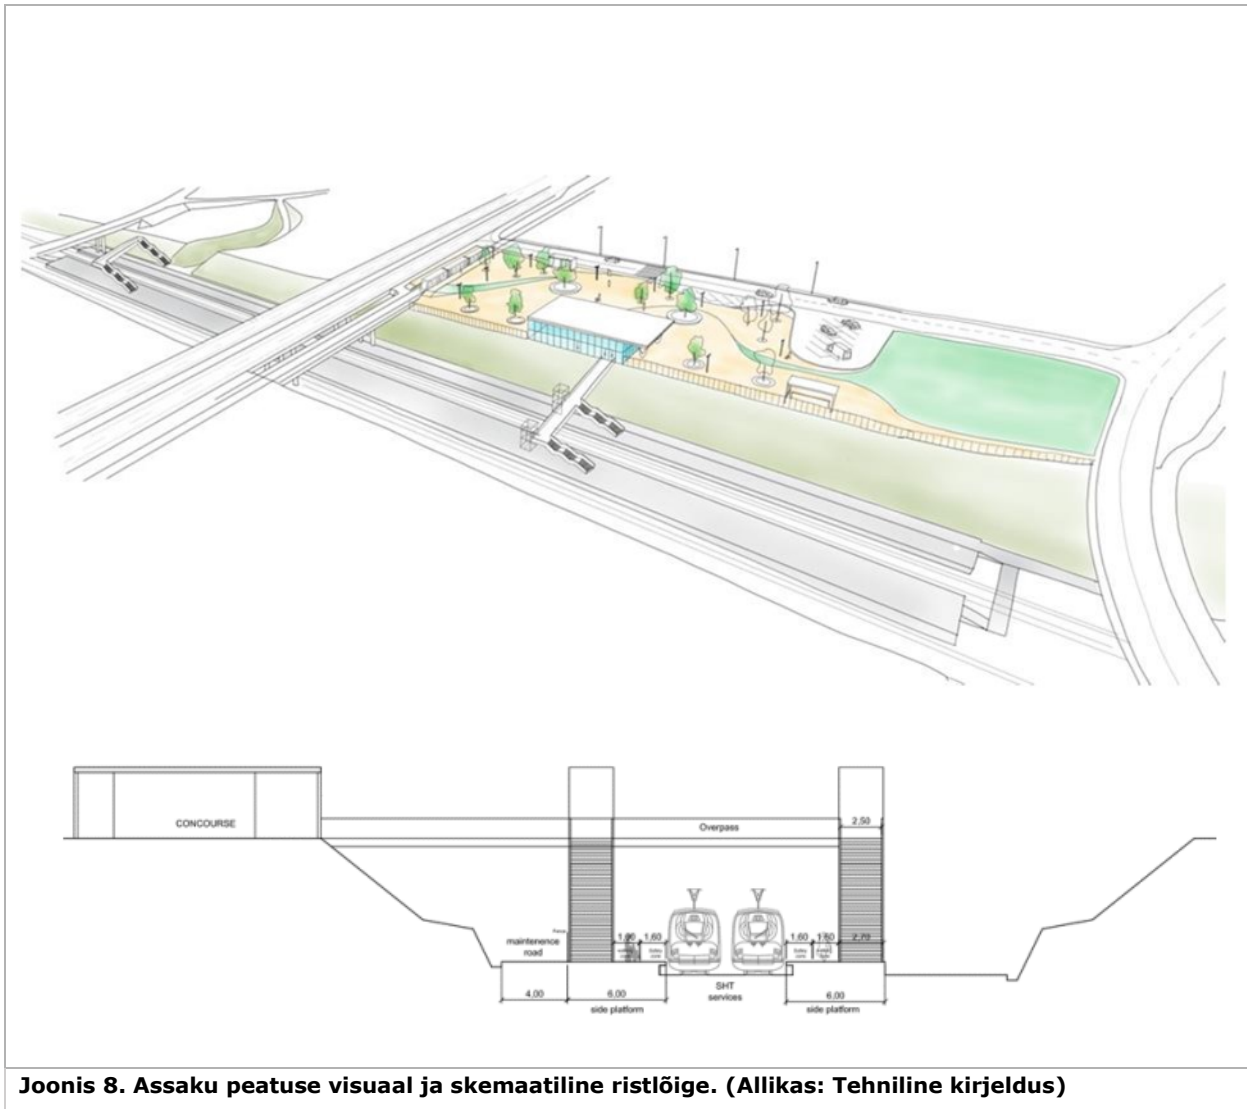 CONCOURSE
Overpass
2,50
Fence
maintenence
road
1,60
1,60
1,60
2,70
4,00
6,00
side platform
SHT
services
6,00
side platform
Joonis 8. Assaku peatuse visuaal ja skemaatiline ristlõige. (Allikas: Tehniline kirjeldus)